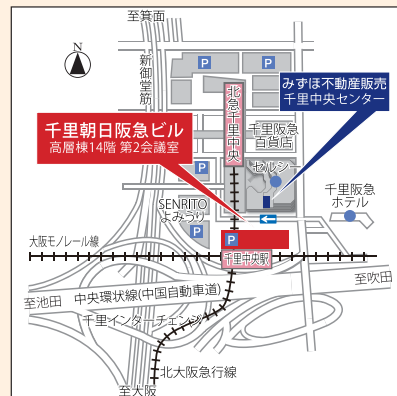 至箕面
N
新御堂筋
P
P
北急千里中央
みずほ不動産販売
千里中央センター
千里朝日阪急ビル
高層棟14階 第2会議室
千里阪急
百貨店
セルシー
P
SENRITO
よみうり
千里阪急
ホテル
P
P
大阪モノレール線
千里中央駅
至吹田
至池田
中央環状線(中国自動車道)
千里インターチェンジ
北大阪急行線
至大阪